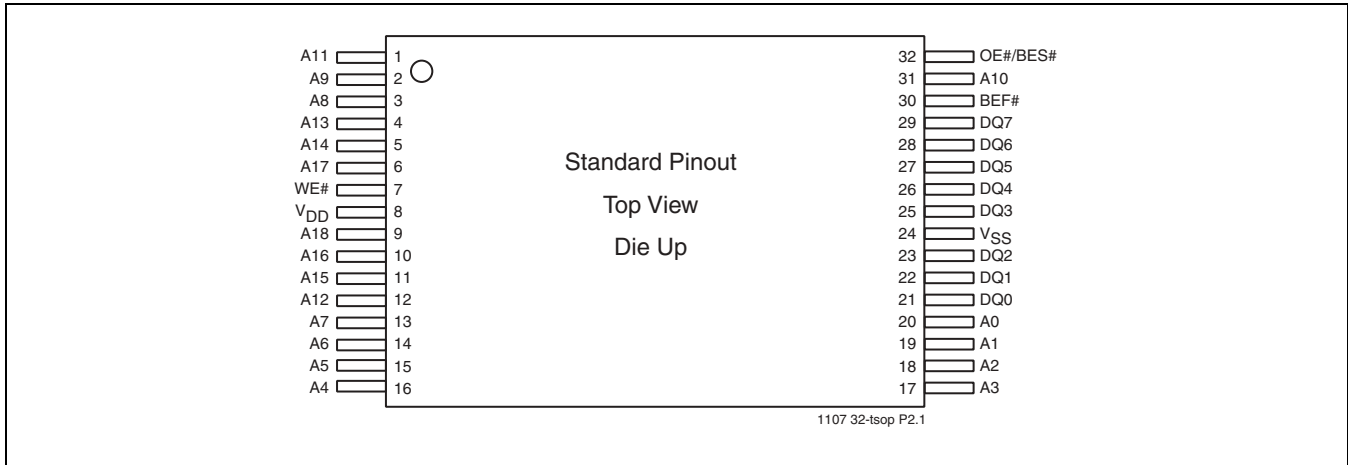 A11 1 32 OE#/BES#
A9 2 31 A10
A8 3 30 BEF#
A13 4 29 DQ7
A14 5 28 DQ6
A17 6 27 DQ5
WE# 7 26 DQ4
VDD 8 25 DQ3
A18 9 24 VSS
A16 10 23 DQ2
A15 11 22 DQ1
A12 12 21 DQ0
A7 13 20 A0
A6 14 19 A1
A5 15 18 A2
A4 16 17 A3
Standard Pinout
Top View
Die Up
1107 32-tsop P2.1